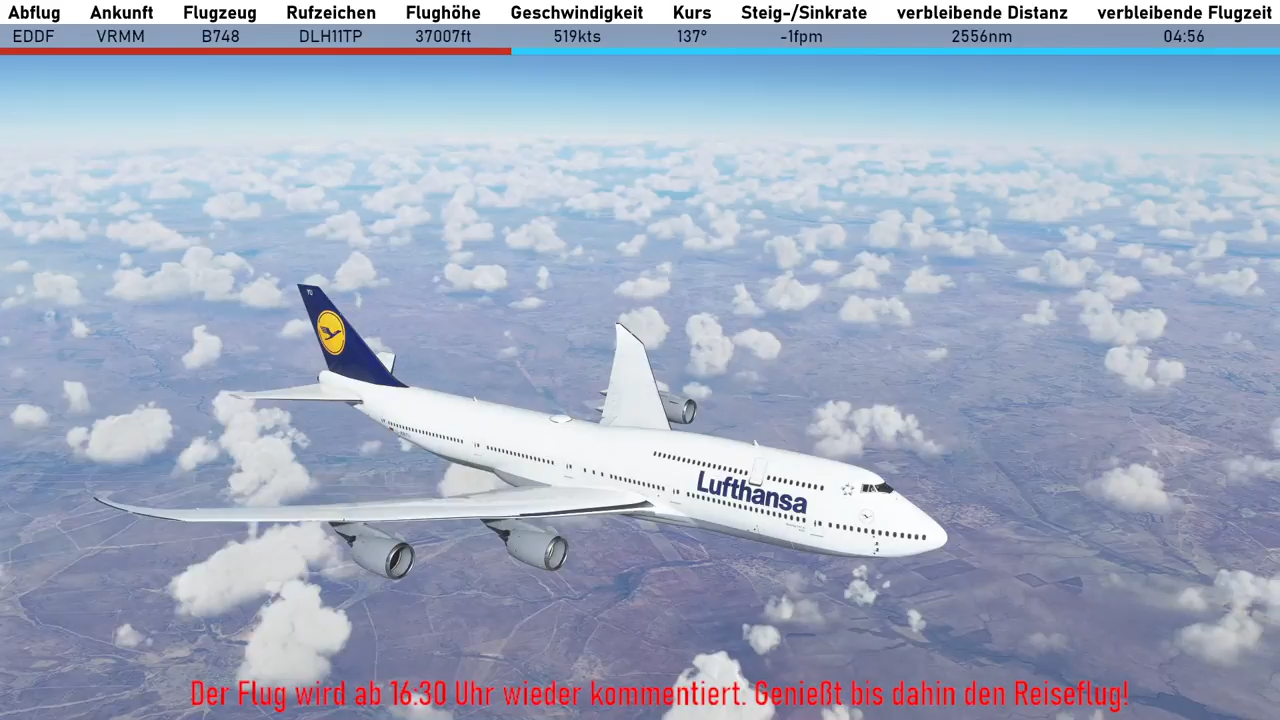 Abflug Ankunft Flugzeug Rufzeichen Flughöhe Geschwindigkeit Kurs Steig-/Sinkrate verbleibende Distanz verbleibende Flugzeit
EDDF VRMM B748 DLH11TP 37007ft 519kts 137° -1fpm 2556nm 04:56
Lufthansa
Der Flug wird ab 16:30 Uhr wieder kommentiert. Genießt bis dahin den Reiseflug!